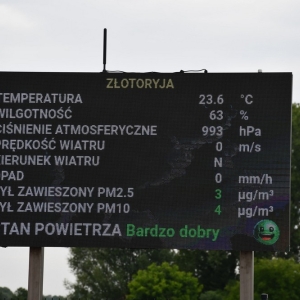 ZŁOTORYJA
TEMPERATURA 23.6 °C
WILGOTNOŚĆ 63 %
CIŚNIENIE ATMOSFERYCZNE 993 hPa
PRĘDKOŚĆ WIATRU 0 m/s
KIERUNEK WIATRU N
OPAD 0 mm/h
PYŁ ZAWIESZONY PM2.5 3 µg/m³
PYŁ ZAWIESZONY PM10 4 µg/m³
STAN POWIETRZA Bardzo dobry